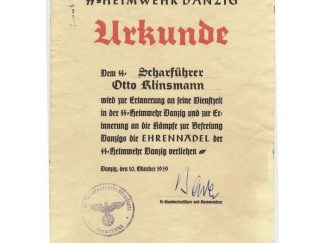 SS-HEIMWEHR DANZIG
Urkunde
Dem SS- Scharführer
Otto Klinsmann
wird zur Erinnerung an seine Dienstzeit
in der SS-Heimwehr Danzig und zur Er-
innerung an die Kämpfe zur Befreiung
Danzigs die EHRENNADEL der
SS-Heimwehr Danzig verliehen
Danzig, den 10. Oktober 1939